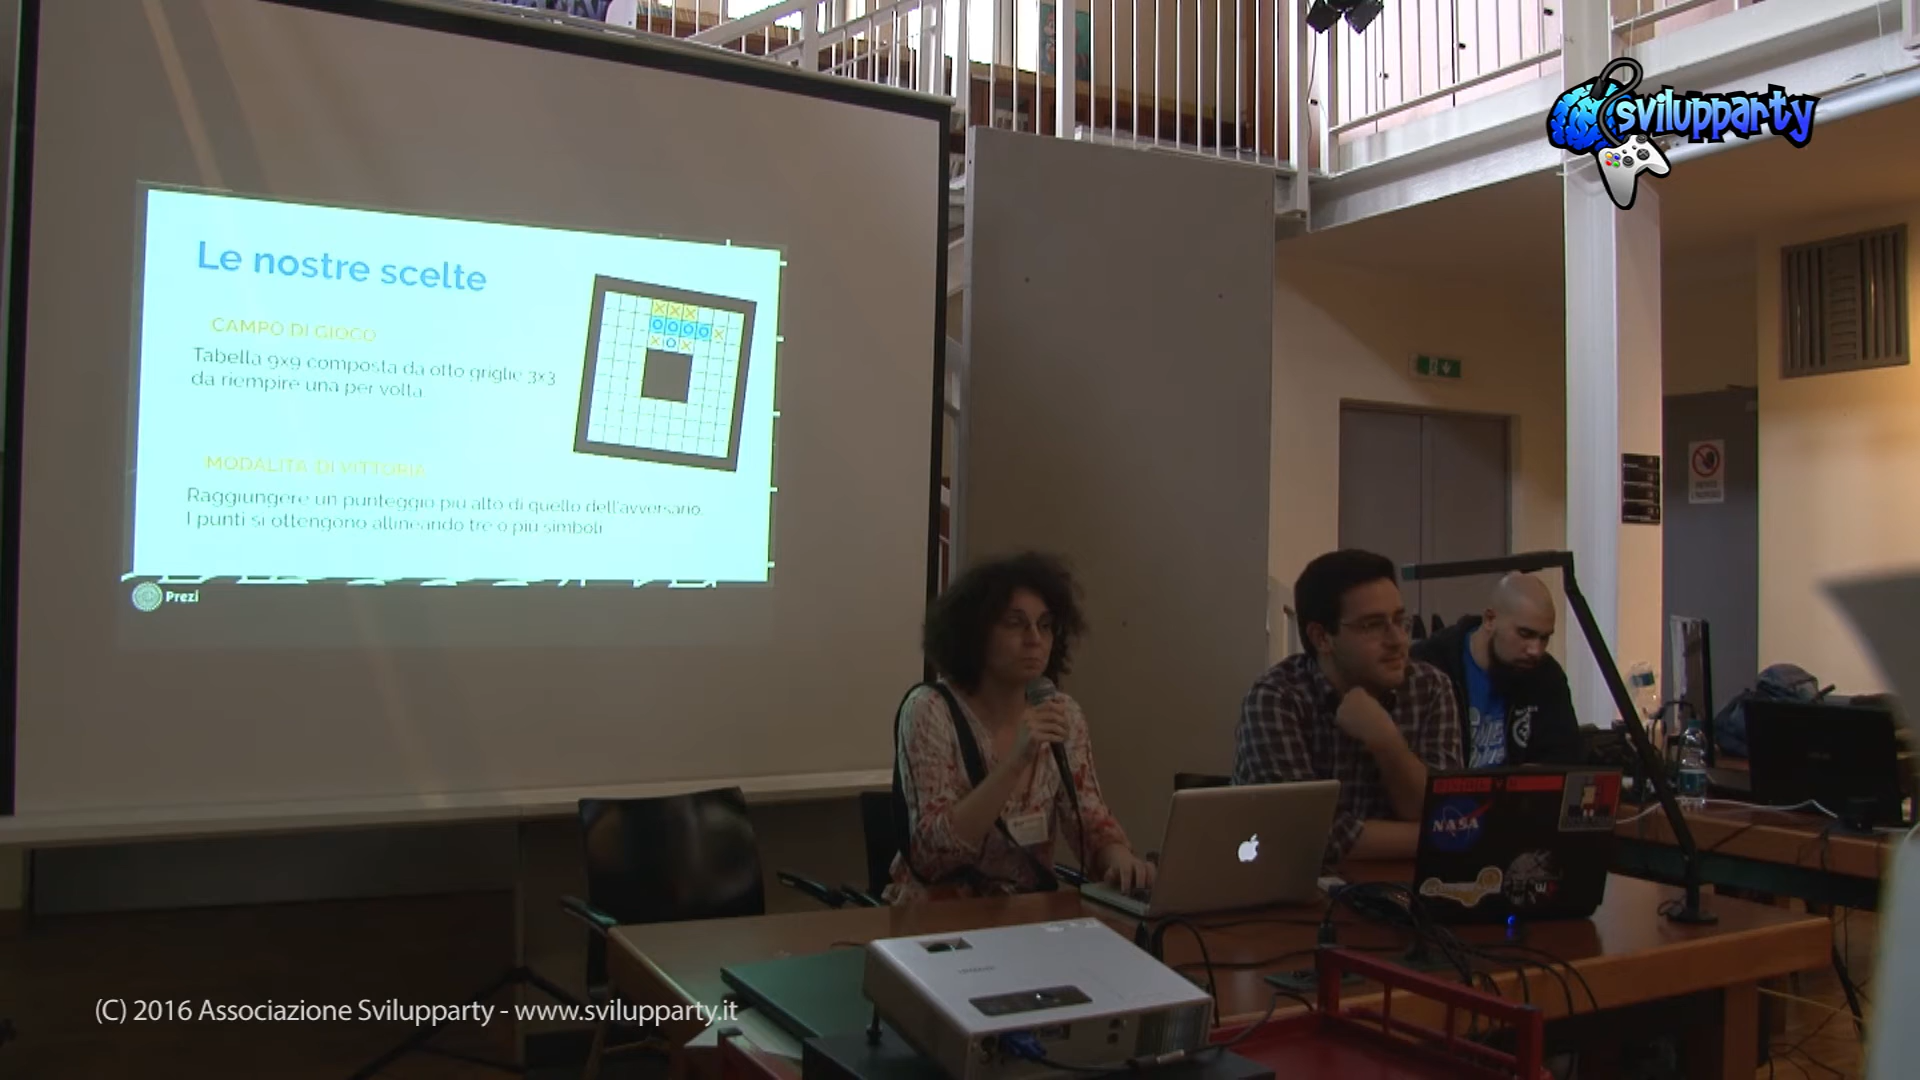 svilupparty
Le nostre scelte
CAMPO DI GIOCO
Tabella 9x9 composta da otto griglie 3x3
da riempire una per volta
MODALITÀ DI VITTORIA
Raggiungere un punteggio più alto di quello dell'avversario.
I punti si ottengono allineando tre o più simboli
Prezi
NASA
(C) 2016 Associazione Svilupparty - www.svilupparty.it